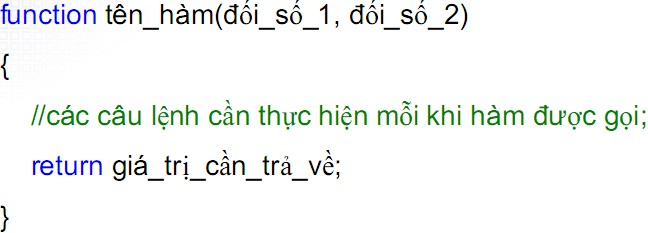 function tên_hàm(đối_số_1, đối_số_2)
{
//các câu lệnh cần thực hiện mỗi khi hàm được gọi;
return giá_trị_cần_trả_về;
}